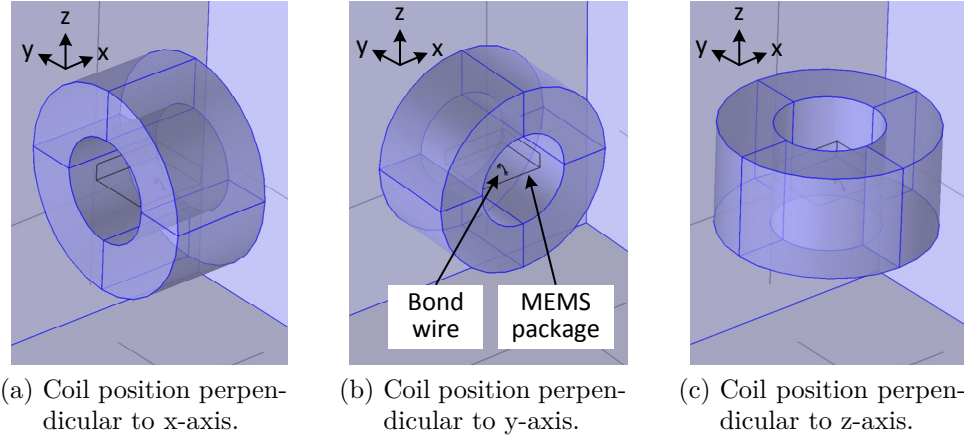 z
y
x
z
y
x
z
y
x
Bond
wire
MEMS
package
(a) Coil position perpen-
dicular to x-axis.
(b) Coil position perpen-
dicular to y-axis.
(c) Coil position perpen-
dicular to z-axis.